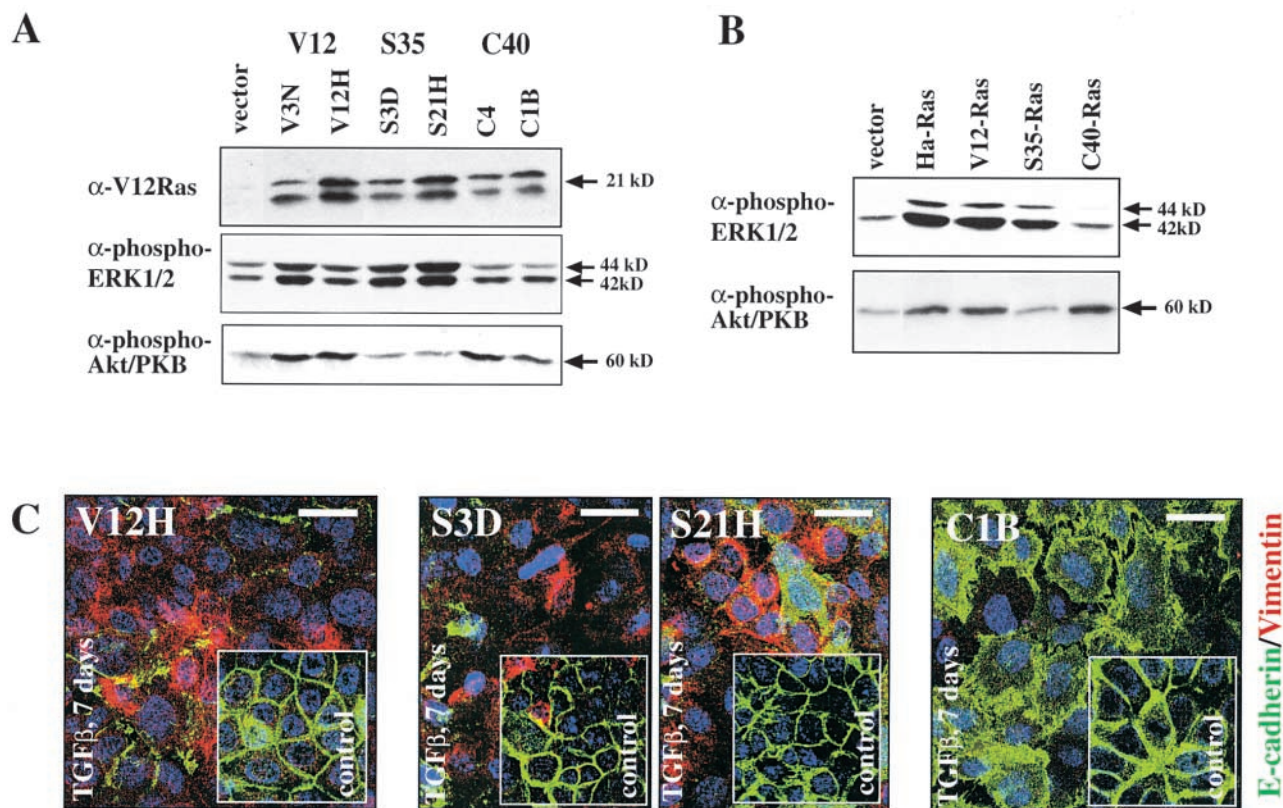 A
V12 S35 C40
vector V3N V12H S3D S21H C4 C1B
α-V12Ras
21 kD
α-phospho-
ERK1/2
44 kD
42kD
α-phospho-
Akt/PKB
60 kD
B
vector Ha-Ras V12-Ras S35-Ras C40-Ras
α-phospho-
ERK1/2
44 kD
42kD
α-phospho-
Akt/PKB
60 kD
C
V12H
TGFβ, 7 days
control
S3D
TGFβ, 7 days
control
S21H
TGFβ, 7 days
control
C1B
TGFβ, 7 days
control
E-cadherin/Vimentin